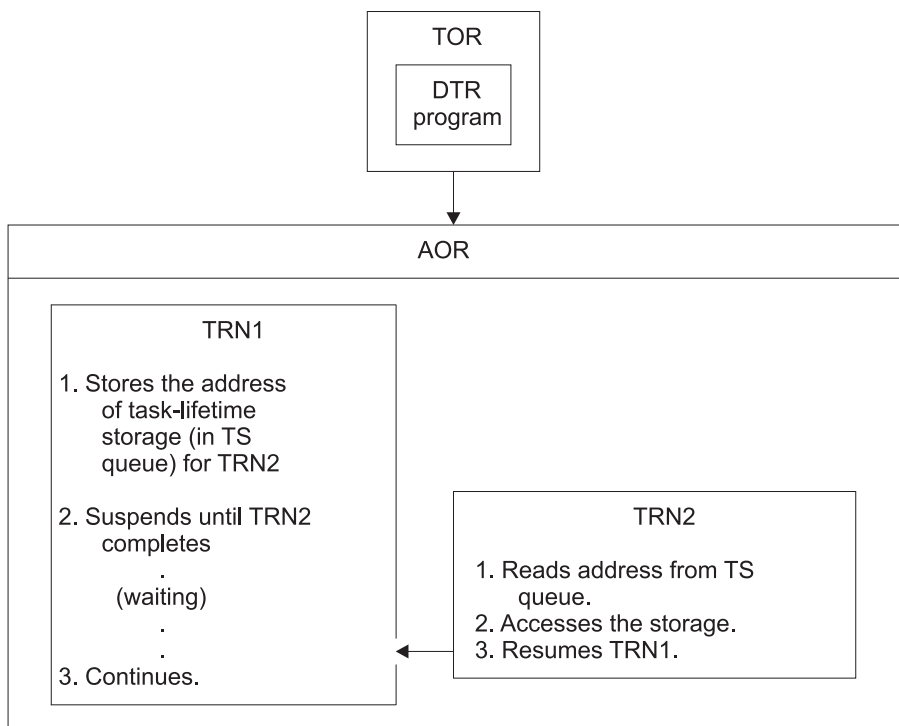 TOR
DTR
program
AOR
TRN1
1. Stores the address
of task-lifetime
storage (in TS
queue) for TRN2
2. Suspends until TRN2
completes
.
(waiting)
.
.
3. Continues.
TRN2
1. Reads address from TS
queue.
2. Accesses the storage.
3. Resumes TRN1.